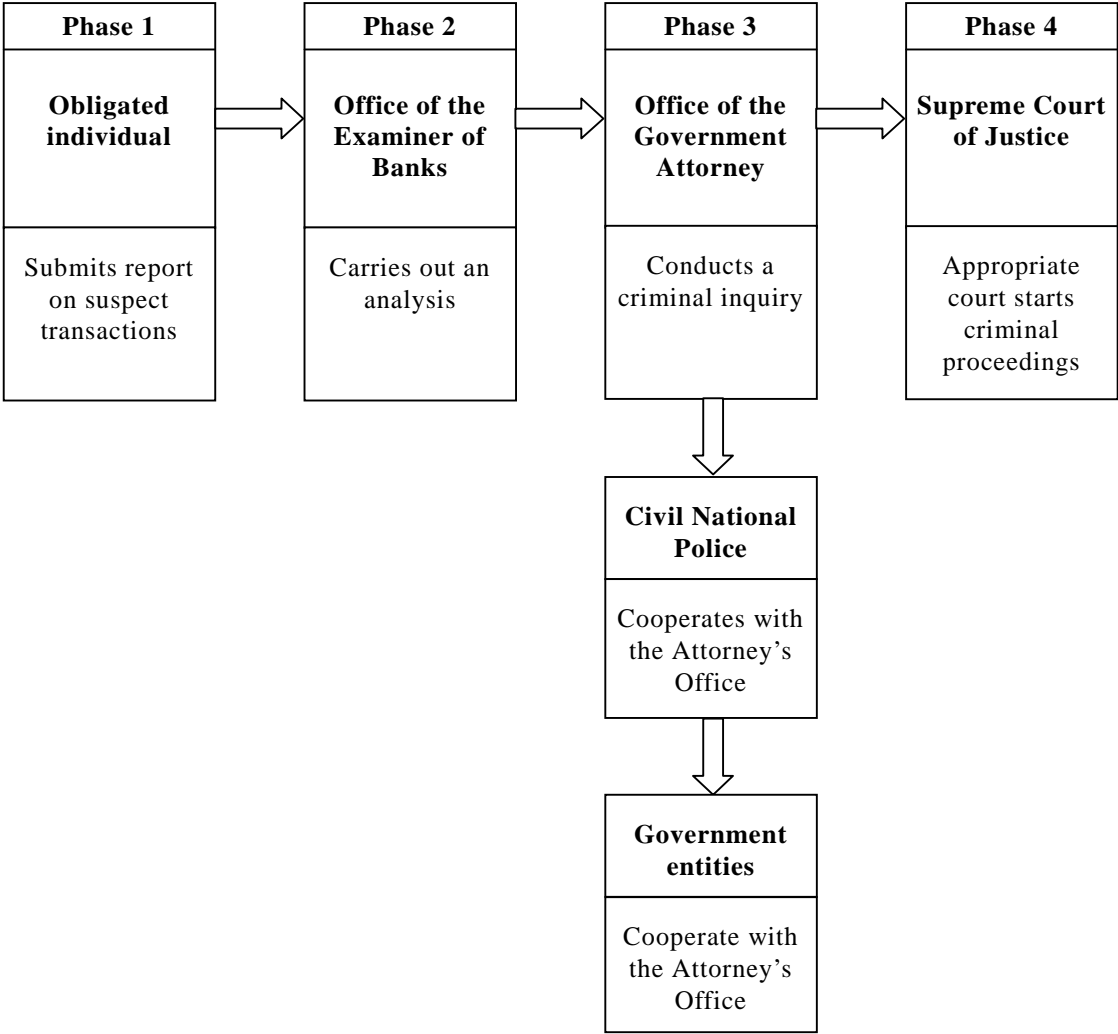 Phase 1
Obligated
individual
Submits report
on suspect
transactions
Phase 2
Office of the
Examiner of
Banks
Carries out an
analysis
Phase 3
Office of the
Government
Attorney
Conducts a
criminal inquiry
Phase 4
Supreme Court
of Justice
Appropriate
court starts
criminal
proceedings
Civil National
Police
Cooperates with
the Attorney’s
Office
Government
entities
Cooperate with
the Attorney’s
Office